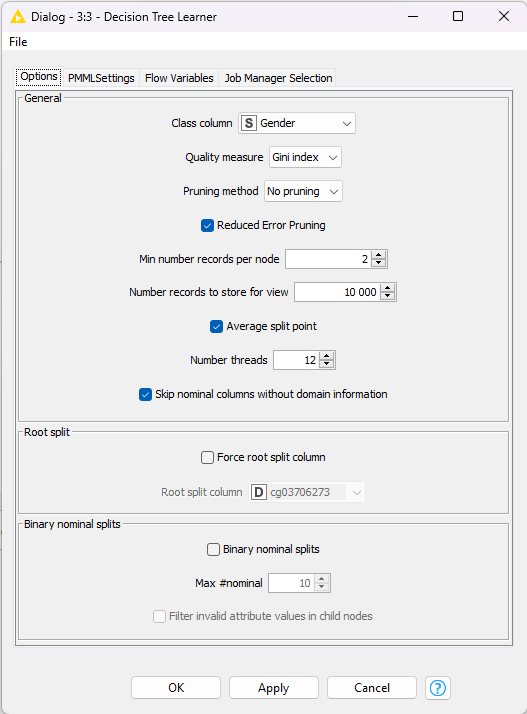 Dialog - 3:3 - Decision Tree Learner
File
Options PMMLSettings Flow Variables Job Manager Selection
General
Class column S Gender
Quality measure Gini index
Pruning method No pruning
Reduced Error Pruning
Min number records per node 2
Number records to store for view 10 000
Average split point
Number threads 12
Skip nominal columns without domain information
Root split
Force root split column
Root split column D cg03706273
Binary nominal splits
Binary nominal splits
Max #nominal 10
Filter invalid attribute values in child nodes
OK Apply Cancel ?